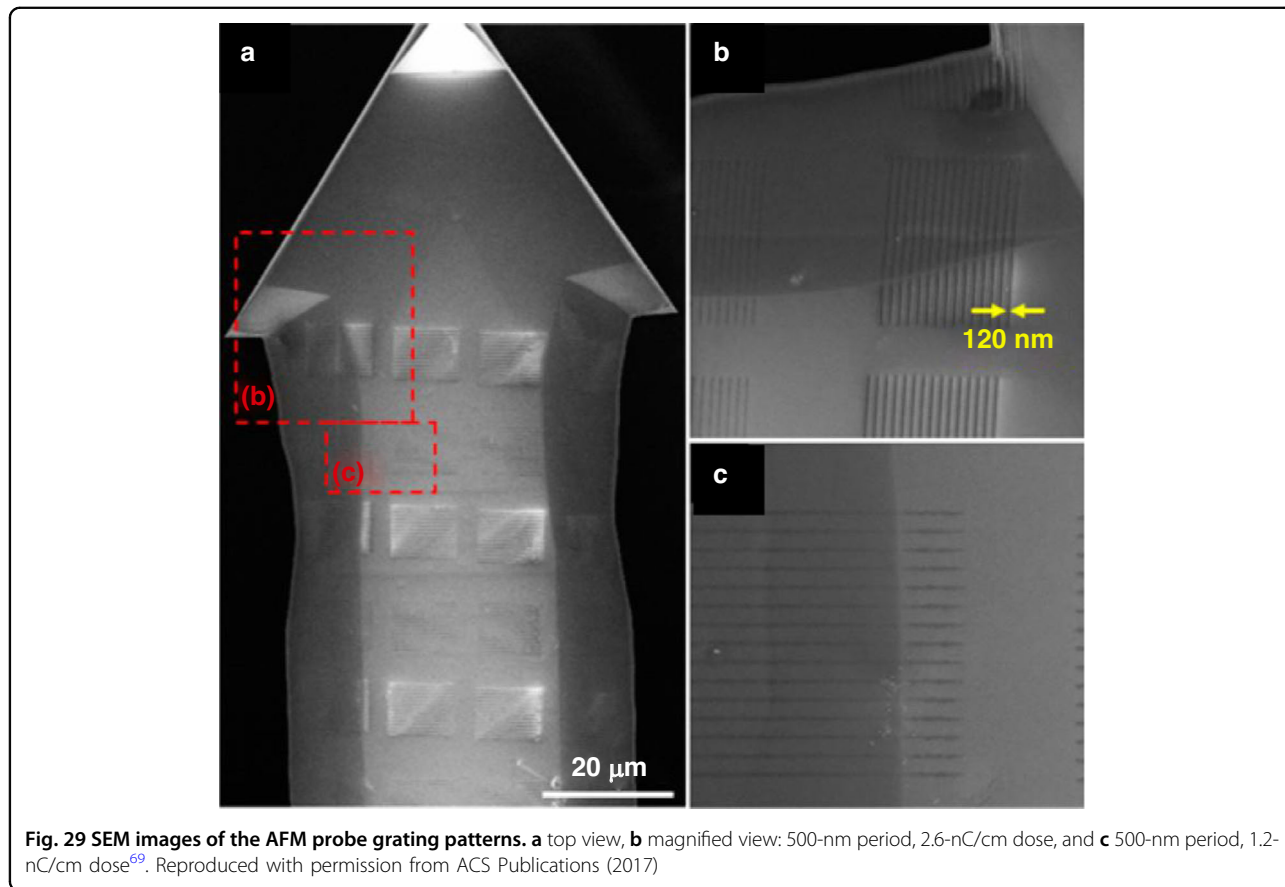 a
b
120 nm
(b)
(c)
c
20 μm
Fig. 29 SEM images of the AFM probe grating patterns. a top view, b magnified view: 500-nm period, 2.6-nC/cm dose, and c 500-nm period, 1.2-
nC/cm dose69. Reproduced with permission from ACS Publications (2017)